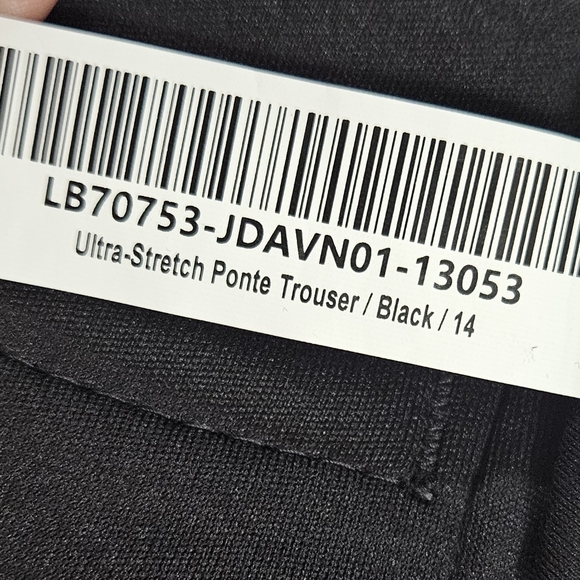 LB70753-JDAVN01-13053
Ultra-Stretch Ponte Trouser / Black / 14